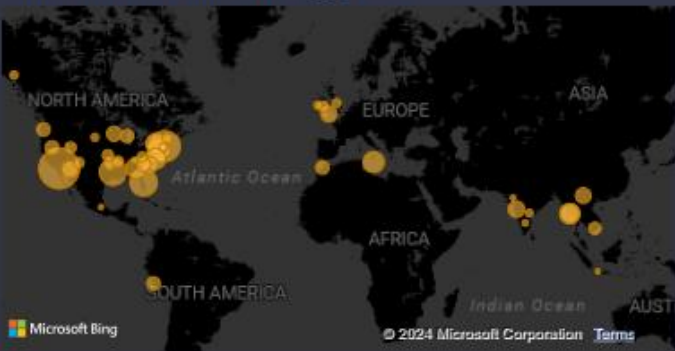 NORTH AMERICA
EUROPE
ASIA
Atlantic Ocean
AFRICA
SOUTH AMERICA
Indian Ocean
AUST
Microsoft Bing
© 2024 Microsoft Corporation Terms